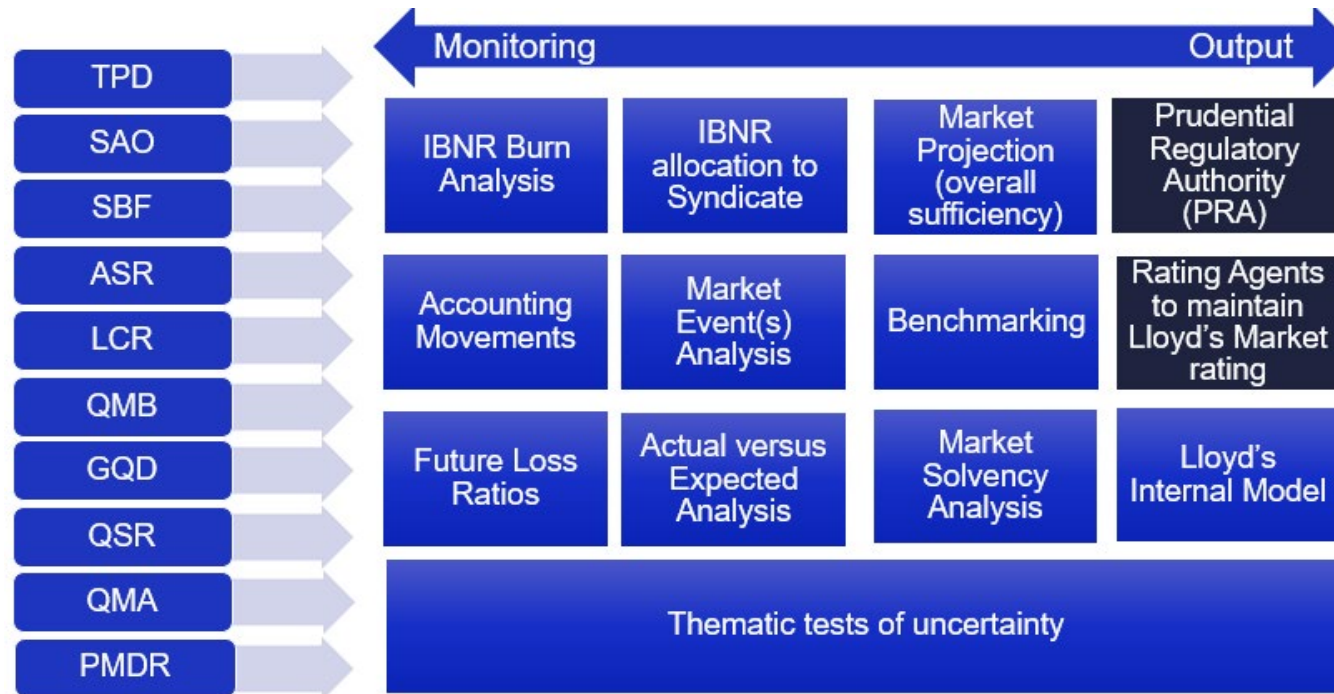 Monitoring
Output
TPD
SAO
SBF
ASR
LCR
QMB
GQD
QSR
QMA
PMDR
IBNR Burn
Analysis
IBNR
allocation to
Syndicate
Market
Projection
(overall
sufficiency)
Prudential
Regulatory
Authority
(PRA)
Accounting
Movements
Market
Event(s)
Analysis
Benchmarking
Rating Agents
to maintain
Lloyd's Market
rating
Future Loss
Ratios
Actual versus
Expected
Analysis
Market
Solvency
Analysis
Lloyd's
Internal Model
Thematic tests of uncertainty